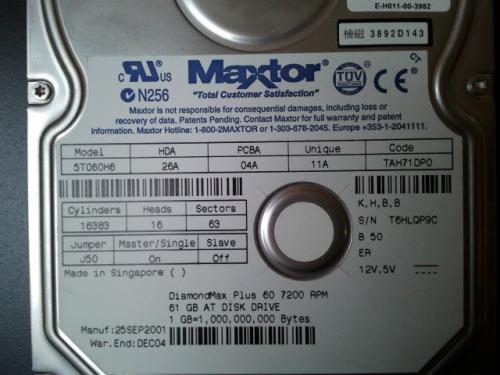 E-H011-00-3982
檢磁 3892D143
C UL US
N256
Maxtor
"Total Customer Satisfaction"
TÜV
CE
Maxtor is not responsible for consequential damages, including loss or
recovery of data. Patents Pending. Contact Maxtor for warranty and patent
information. Maxtor Hotline: 1-800-2MAXTOR or 1-303-678-2045. Europe +353-1-2041111.
Model HDA PCBA Unique Code
5T060H6 26A 04A 11A TAH71DP0
Cylinders Heads Sectors
16383 16 63
Jumper Master/Single Slave
J50 On Off
Made in Singapore ( )
K,H,B,B
S/N T6HLQP9C
B 50
ER
12V,5V
DiamondMax Plus 60 7200 RPM
61 GB AT DISK DRIVE
1 GB=1,000,000,000 Bytes
Manuf:25SEP2001
War.End:DEC04